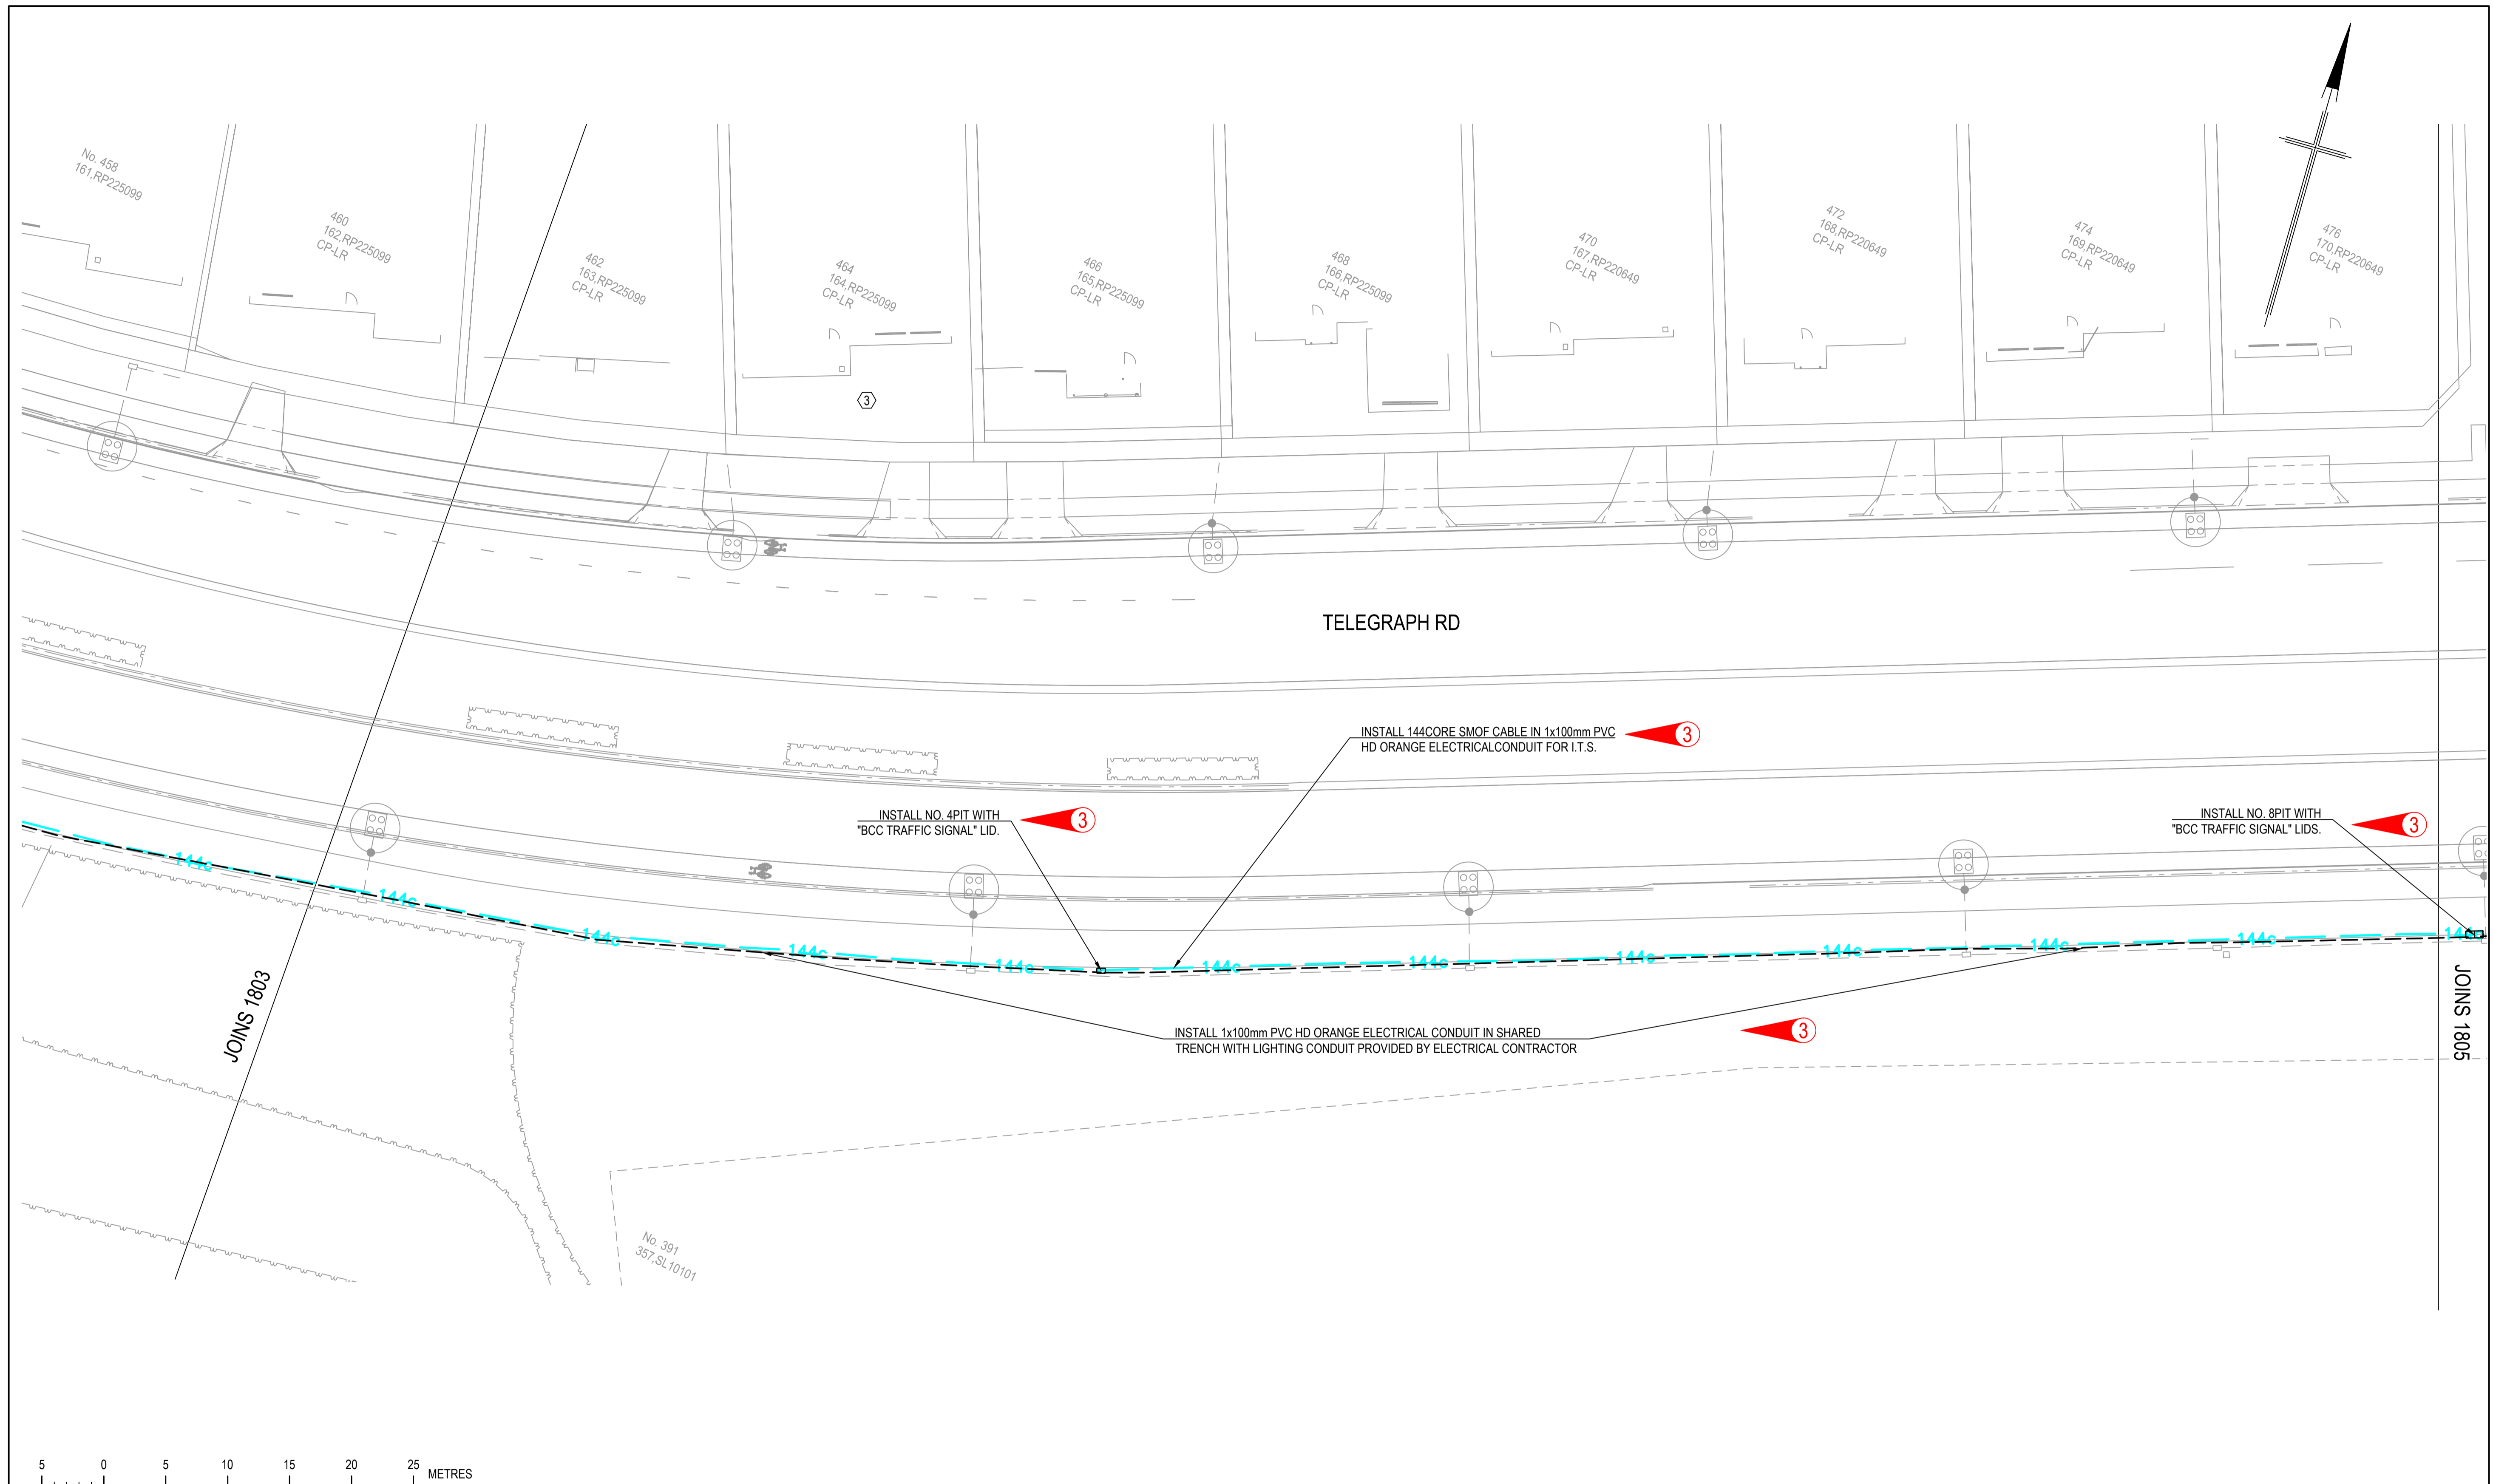 No. 458
161,RP225099
460
162,RP225099
CP-LR
462
163,RP225099
CP-LR
464
164,RP225099
CP-LR
466
165,RP225099
CP-LR
468
166,RP225099
CP-LR
470
167,RP220649
CP-LR
472
168,RP220649
CP-LR
474
169,RP220649
CP-LR
476
170,RP220649
CP-LR
3
TELEGRAPH RD
INSTALL 144CORE SMOF CABLE IN 1x100mm PVC
HD ORANGE ELECTRICALCONDUIT FOR I.T.S.
3
INSTALL NO. 4PIT WITH
"BCC TRAFFIC SIGNAL" LID.
3
INSTALL NO. 8PIT WITH
"BCC TRAFFIC SIGNAL" LIDS.
3
144c
144c
144c
144c
144c
144c
144c
144c
144c
144c
144c
JOINS 1803
JOINS 1805
INSTALL 1x100mm PVC HD ORANGE ELECTRICAL CONDUIT IN SHARED
TRENCH WITH LIGHTING CONDUIT PROVIDED BY ELECTRICAL CONTRACTOR
3
No. 391
357,SL10101
5 0 5 10 15 20 25 METRES